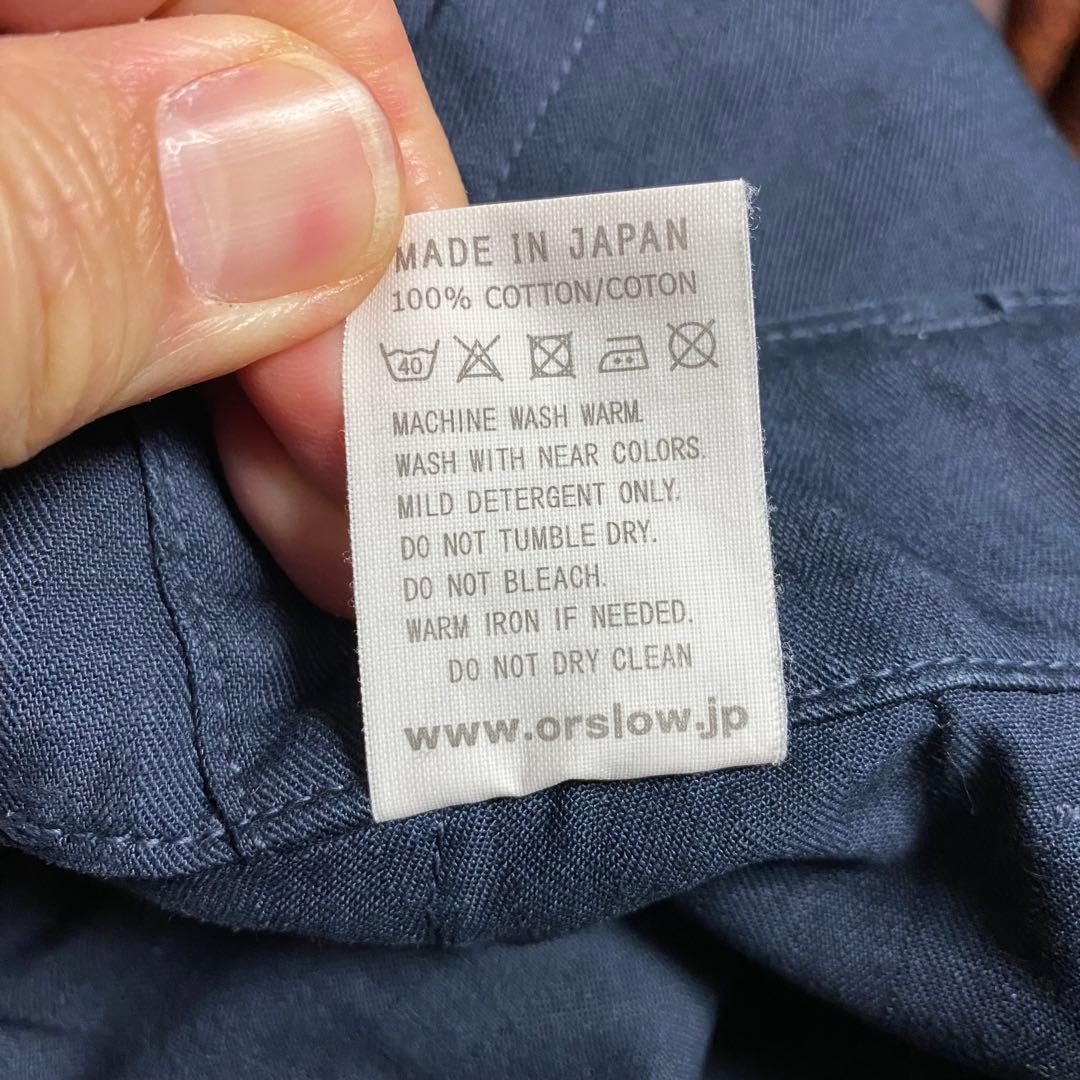 MADE IN JAPAN
100% COTTON/COTON
40
MACHINE WASH WARM.
WASH WITH NEAR COLORS.
MILD DETERGENT ONLY.
DO NOT TUMBLE DRY.
DO NOT BLEACH.
WARM IRON IF NEEDED.
DO NOT DRY CLEAN
www.orslow.jp